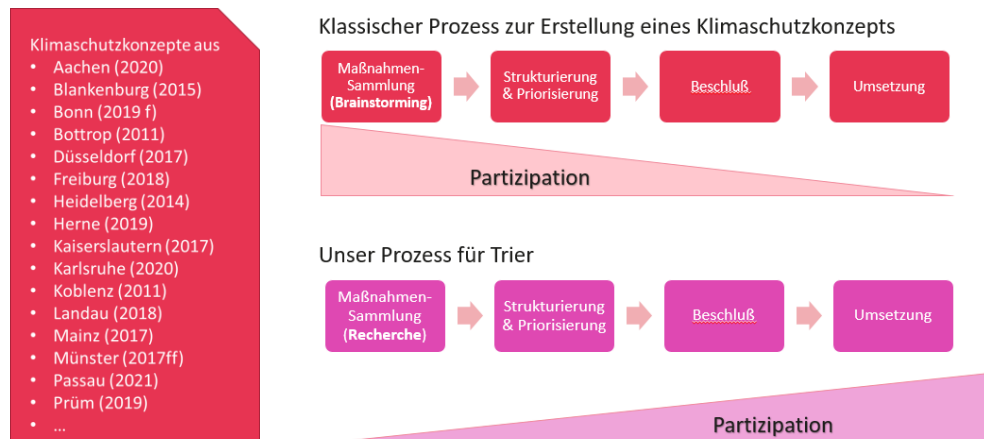 Klimaschutzkonzepte aus
• Aachen (2020)
• Blankenburg (2015)
• Bonn (2019 f)
• Bottrop (2011)
• Düsseldorf (2017)
• Freiburg (2018)
• Heidelberg (2014)
• Herne (2019)
• Kaiserslautern (2017)
• Karlsruhe (2020)
• Koblenz (2011)
• Landau (2018)
• Mainz (2017)
• Münster (2017ff)
• Passau (2021)
• Prüm (2019)
• ...
Klassischer Prozess zur Erstellung eines Klimaschutzkonzepts
Maßnahmen-
Sammlung
(Brainstorming)
Strukturierung
& Priorisierung
Beschluß
Umsetzung
Partizipation
Unser Prozess für Trier
Maßnahmen-
Sammlung
(Recherche)
Strukturierung
& Priorisierung
Beschluß
Umsetzung
Partizipation